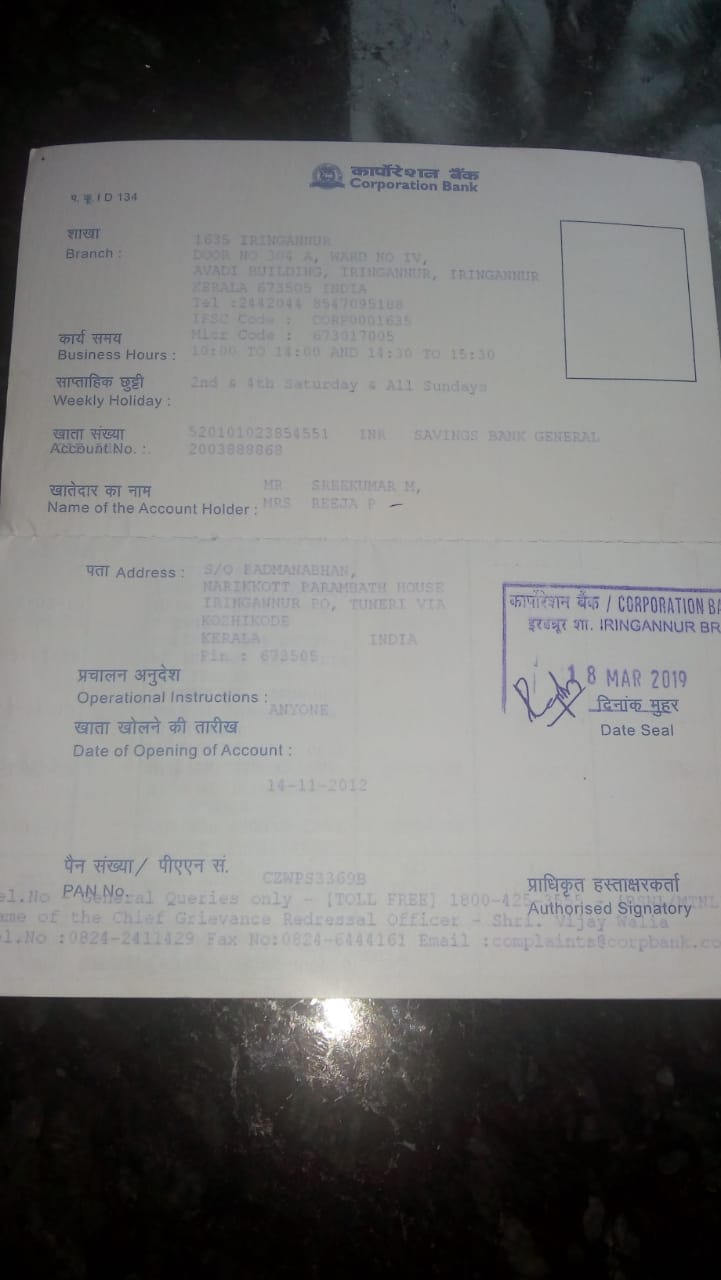 कार्पोरेशन बैंक
Corporation Bank
प. कू. / D 134
शाखा
Branch :
1635 IRINGANNUR
DOOR NO 304 A, WARD NO IV,
AVADI BUILDING, IRINGANNUR, IRINGANNUR
KERALA 673505 INDIA
Tel :2442044 8547095188
IFSC Code : CORP0001635
Micr Code : 673017005
कार्य समय
Business Hours : 10:00 TO 14:00 AND 14:30 TO 15:30
साप्ताहिक छुट्टी 2nd & 4th Saturday & All Sundays
Weekly Holiday :
खाता संख्या 520101023854551 INR SAVINGS BANK GENERAL
Account No. : 2003888868
खातेदार का नाम MR SREEKUMAR M,
Name of the Account Holder : MRS REEJA P
पता Address : S/O PADMANABHAN,
NARIKKOTT PARAMBATH HOUSE
IRINGANNUR PO, TUNERI VIA
KOZHIKODE
KERALA INDIA
Pin : 673505
कार्पोरेशन बैंक / CORPORATION BA
इरिङन्नूर शा. IRINGANNUR BR
18 MAR 2019
दिनांक मुहर
Date Seal
प्रचालन अनुदेश
Operational Instructions : ANYONE
खाता खोलने की तारीख
Date of Opening of Account :
14-11-2012
पैन संख्या / पीएएन सं.
PAN No. CZWPS3369B
प्राधिकृत हस्ताक्षरकर्ता
Authorised Signatory
el.No - General Queries only - [TOLL FREE] 1800-425
ame of the Chief Grievance Redressal Officer - Shri. Vijay Walia
el.No :0824-2411429 Fax No:0824-6444161 Email :complaints@corpbank.co